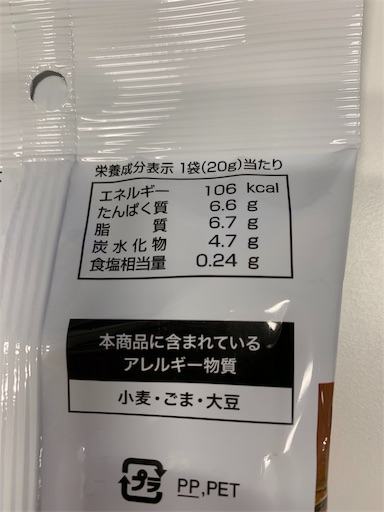 栄養成分表示 1袋(20g)当たり
エネルギー 106 kcal
たんぱく質 6.6 g
脂質 6.7 g
炭水化物 4.7 g
食塩相当量 0.24 g
本商品に含まれている
アレルギー物質
小麦・ごま・大豆
プラ PP,PET